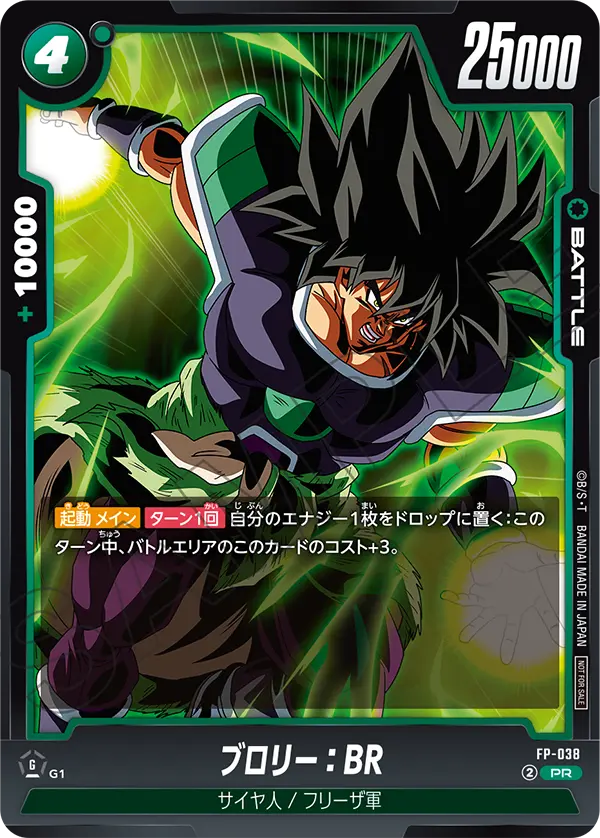 4
25000
+10000
BATTLE
起動 メイン ターン1回 自分のエナジー1枚をドロップに置く:この
ターン中、バトルエリアのこのカードのコスト+3。
©B/S・T BANDAI MADE IN JAPAN
NOT FOR SALE
ブロリー:BR
FP-038
G G1
2 PR
サイヤ人 / フリーザ軍